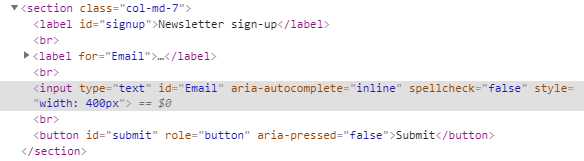 ▼<section class="col-md-7">
<label id="signup">Newsletter sign-up</label>
<br>
▶<label for="Email">…</label>
<br>
<input type="text" id="Email" aria-autocomplete="inline" spellcheck="false" style=
"width: 400px"> == $0
<br>
<button id="submit" role="button" aria-pressed="false">Submit</button>
</section>